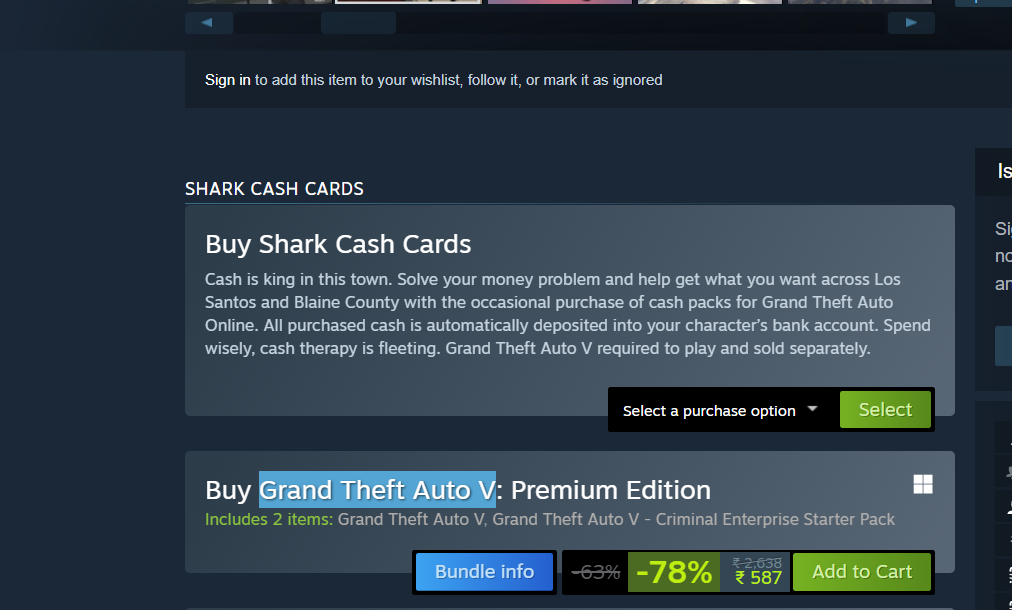 Sign in to add this item to your wishlist, follow it, or mark it as ignored
SHARK CASH CARDS
Buy Shark Cash Cards
Cash is king in this town. Solve your money problem and help get what you want across Los
Santos and Blaine County with the occasional purchase of cash packs for Grand Theft Auto
Online. All purchased cash is automatically deposited into your character's bank account. Spend
wisely, cash therapy is fleeting. Grand Theft Auto V required to play and sold separately.
Select a purchase option
Select
Buy Grand Theft Auto V: Premium Edition
Includes 2 items: Grand Theft Auto V, Grand Theft Auto V - Criminal Enterprise Starter Pack
Bundle info
-63%
-78%
₹ 2,638
₹ 587
Add to Cart